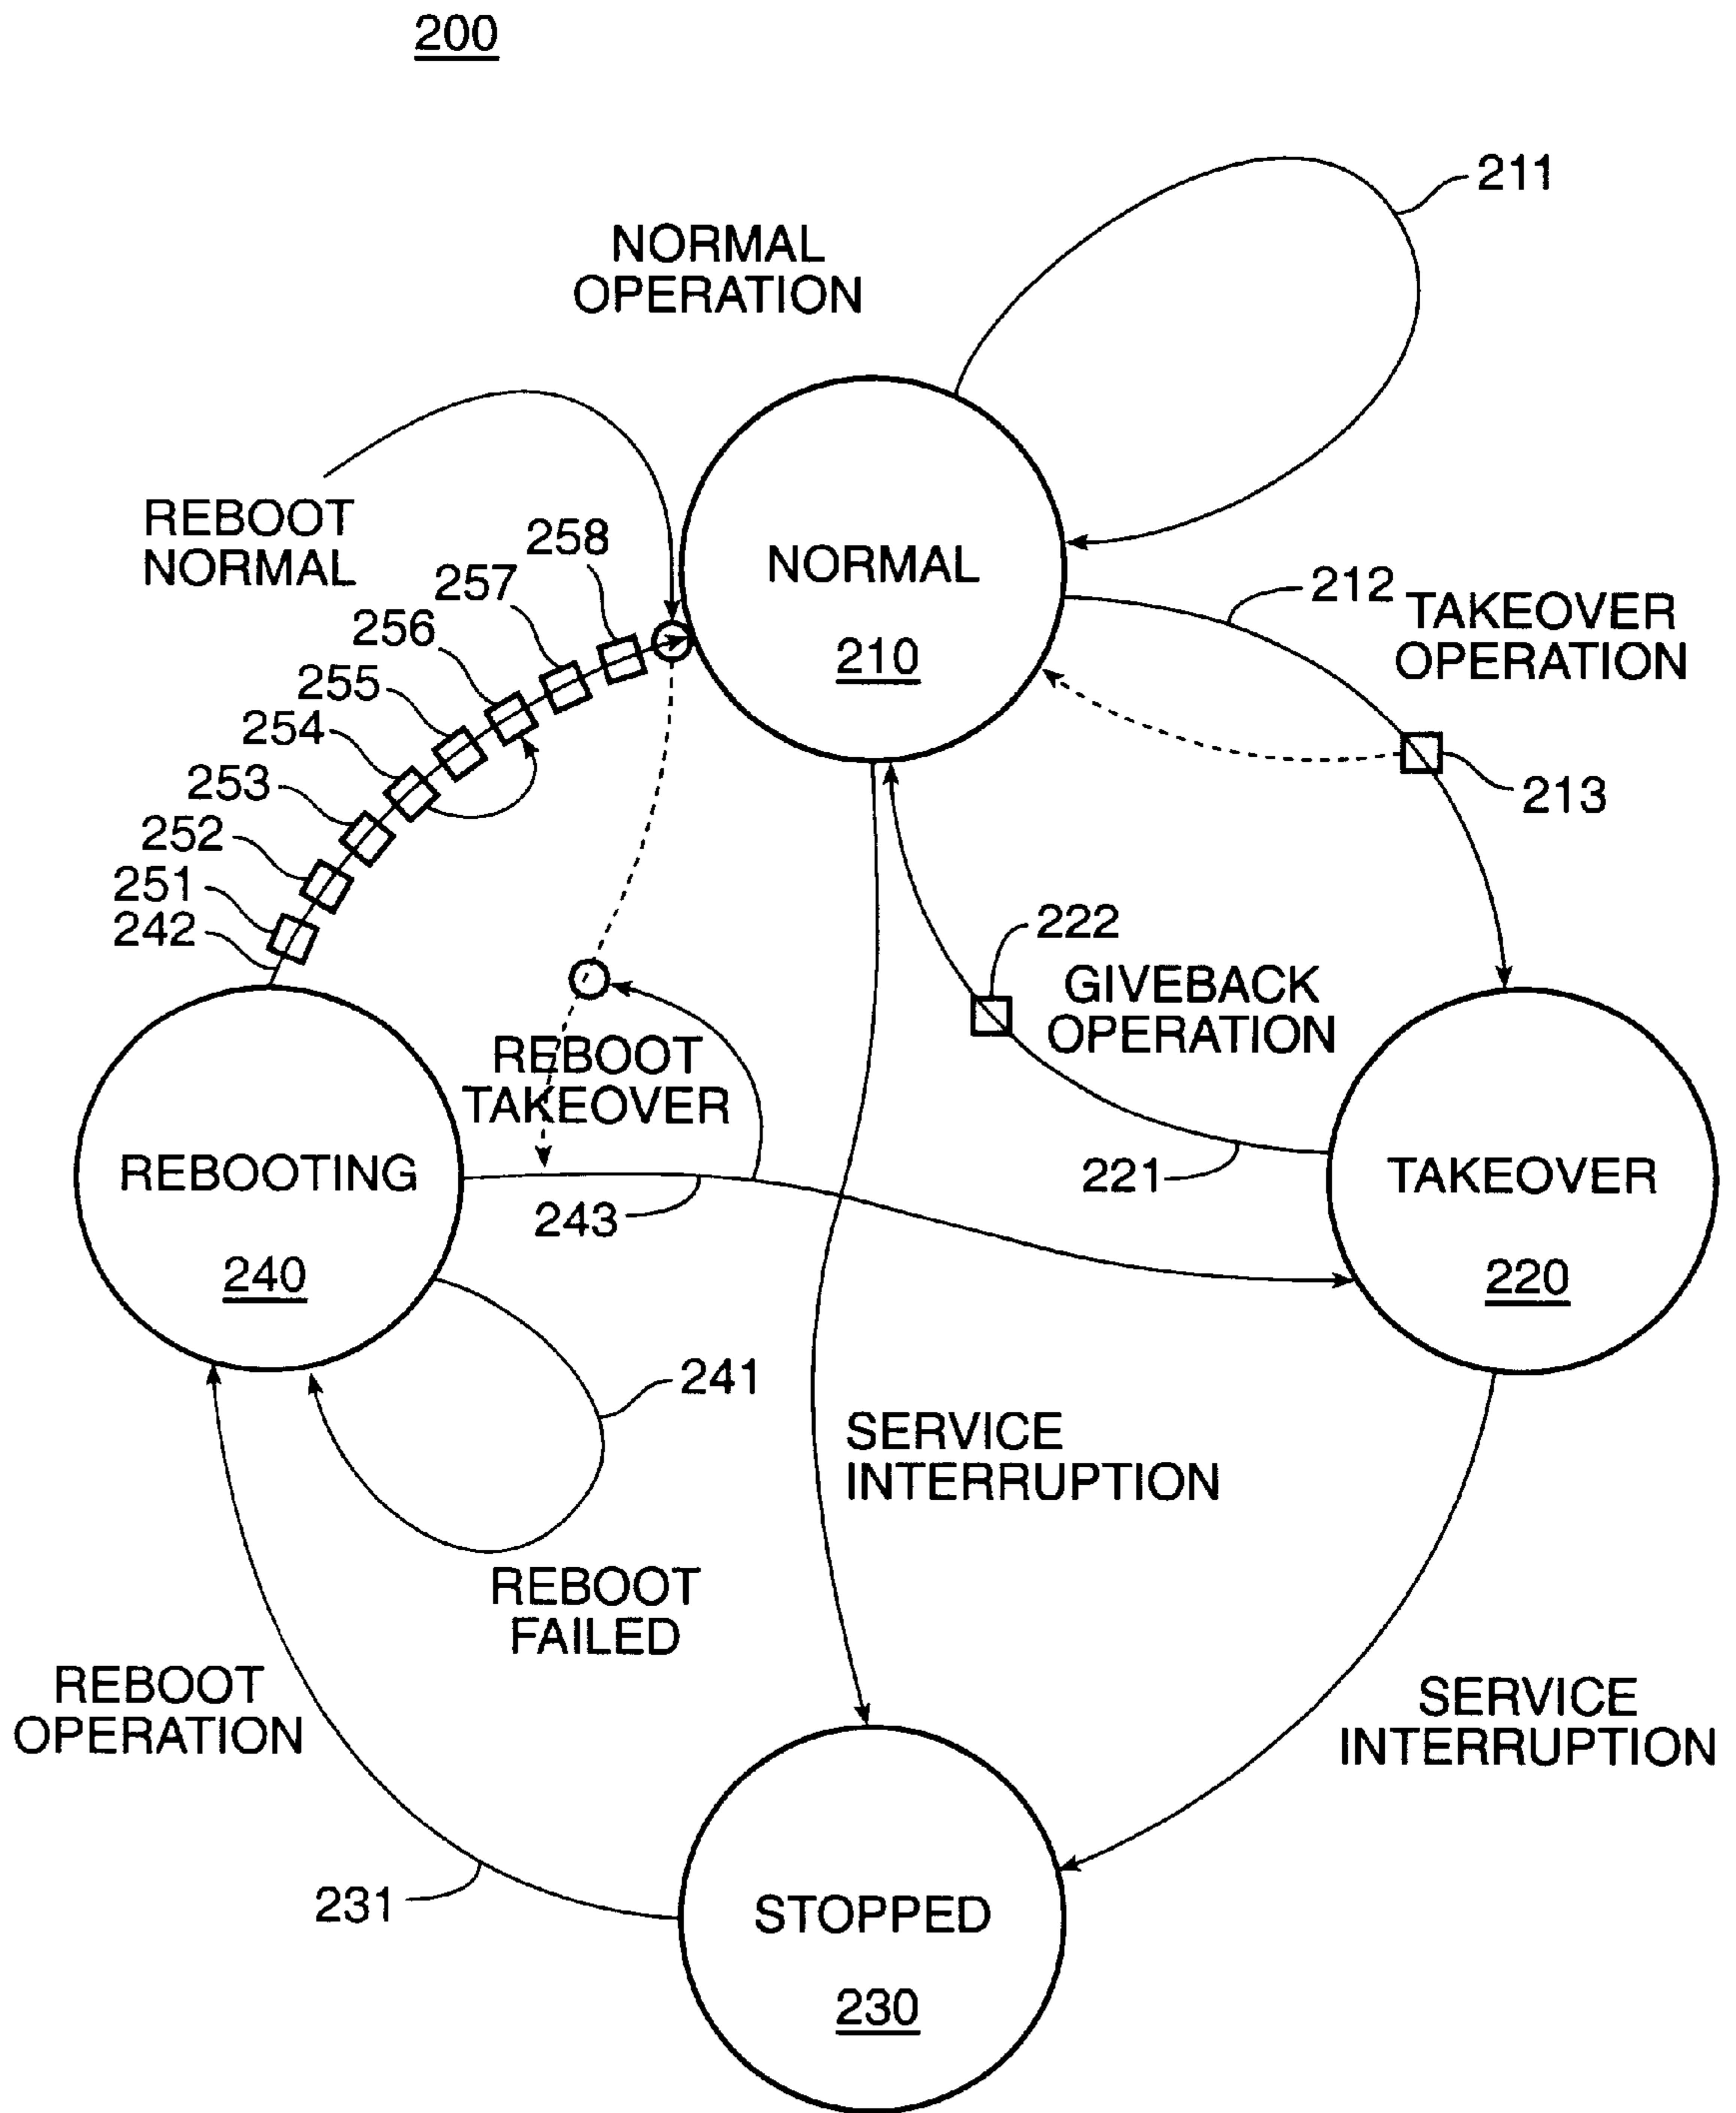 200
211
NORMAL
OPERATION
REBOOT
NORMAL
258
257
256
255
254
253
252
251
242
NORMAL
210
212
TAKEOVER
OPERATION
213
222
GIVEBACK
OPERATION
221
REBOOT
TAKEOVER
243
REBOOTING
240
TAKEOVER
220
241
SERVICE
INTERRUPTION
REBOOT
FAILED
REBOOT
OPERATION
SERVICE
INTERRUPTION
231
STOPPED
230